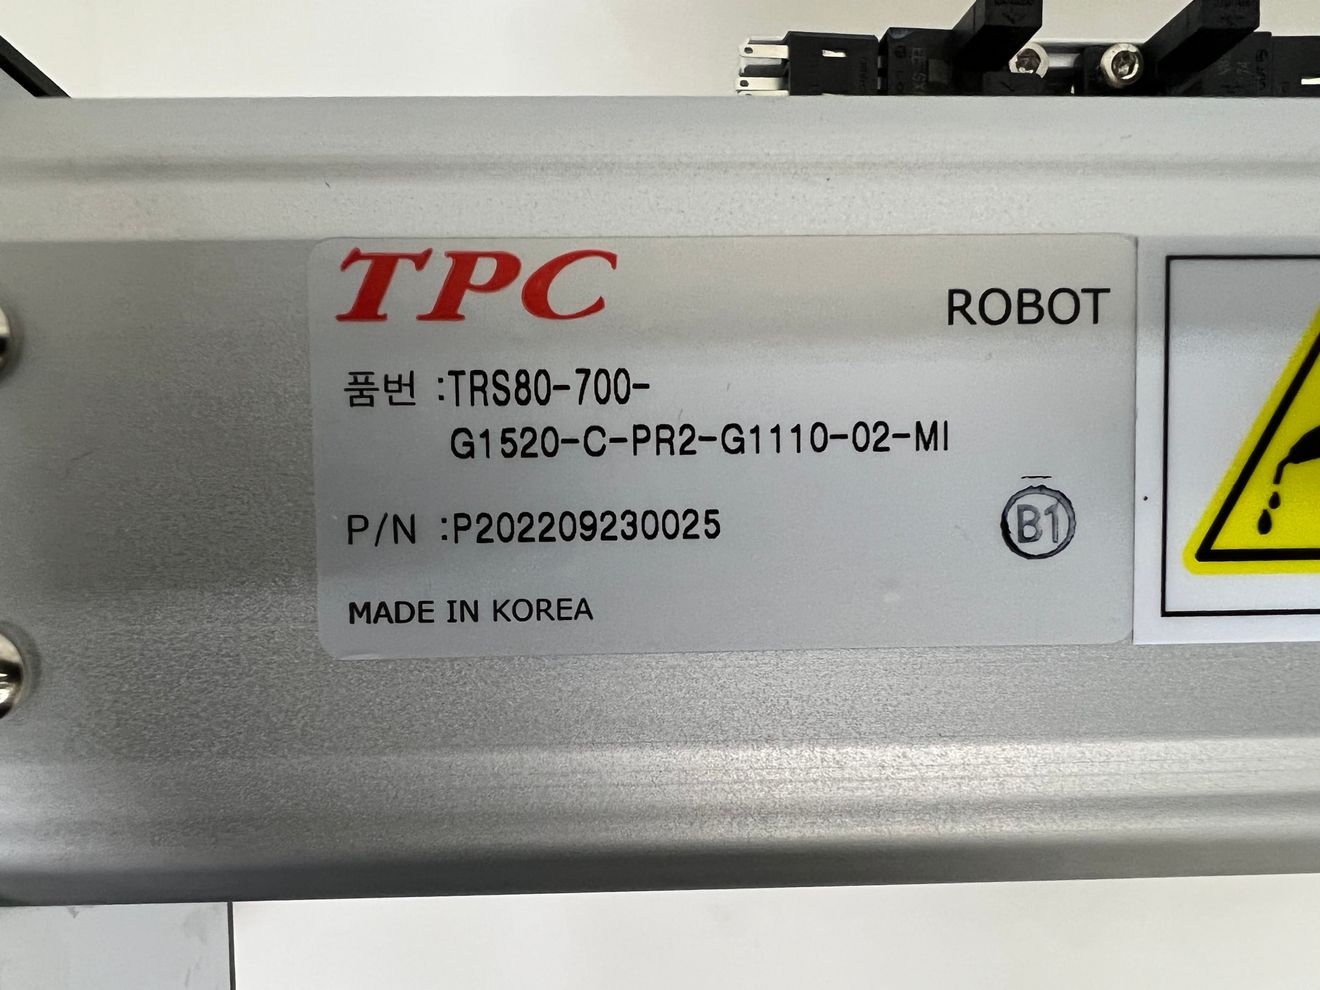 TPC
ROBOT
품번 :TRS80-700-
G1520-C-PR2-G1110-02-MI
P/N :P202209230025
B1
MADE IN KOREA